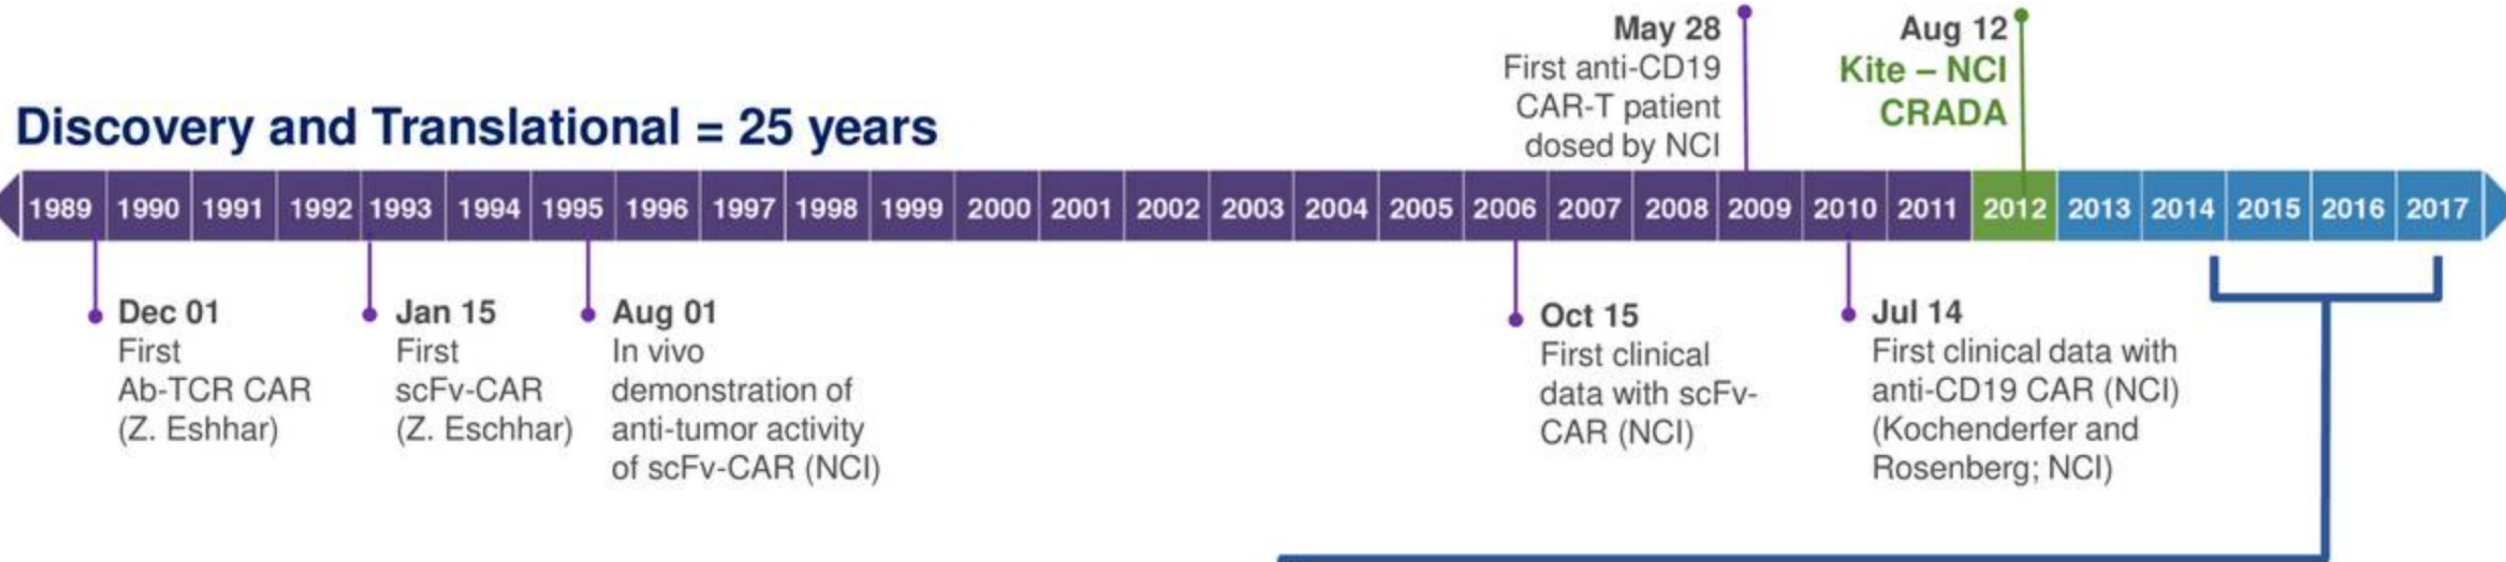 May 28
First anti-CD19
CAR-T patient
dosed by NCI
Aug 12
Kite – NCI
CRADA
Discovery and Translational = 25 years
1989 1990 1991 1992 1993 1994 1995 1996 1997 1998 1999 2000 2001 2002 2003 2004 2005 2006 2007 2008 2009 2010 2011 2012 2013 2014 2015 2016 2017
Dec 01
First
Ab-TCR CAR
(Z. Eshhar)
Jan 15
First
scFv-CAR
(Z. Eschhar)
Aug 01
In vivo
demonstration of
anti-tumor activity
of scFv-CAR (NCI)
Oct 15
First clinical
data with scFv-
CAR (NCI)
Jul 14
First clinical data with
anti-CD19 CAR (NCI)
(Kochenderfer and
Rosenberg; NCI)